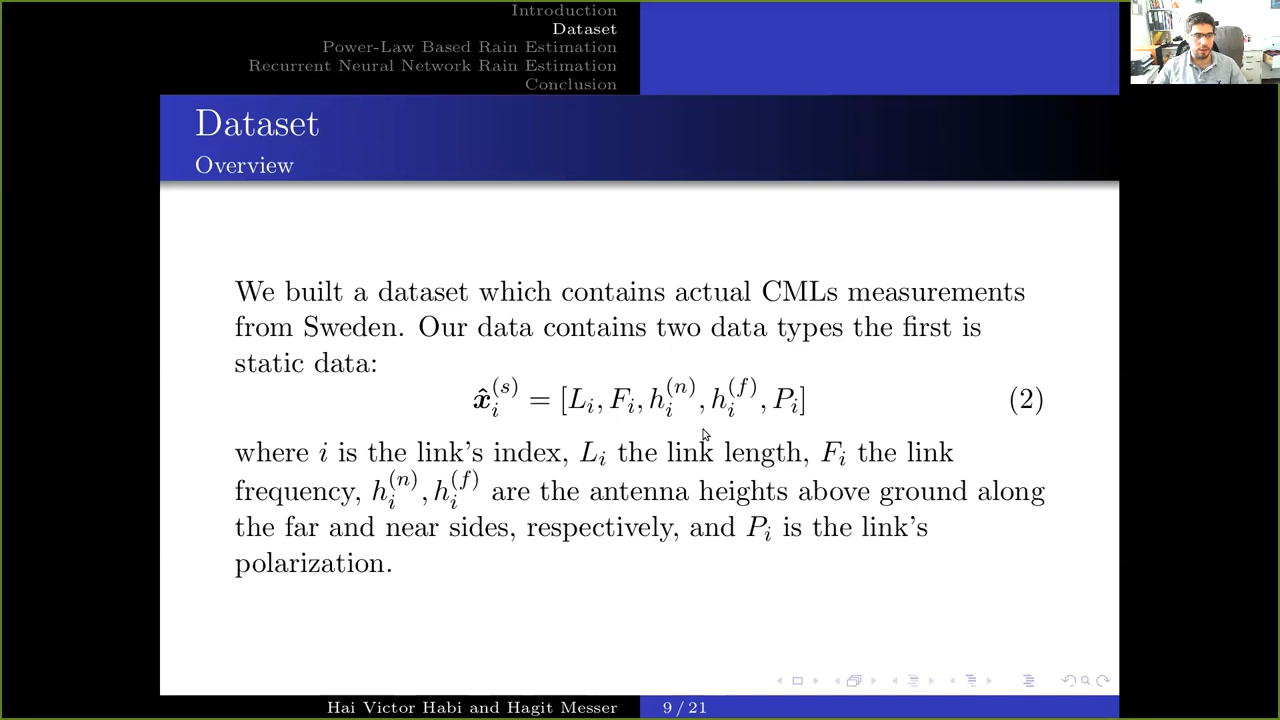 Introduction
Dataset
Power-Law Based Rain Estimation
Recurrent Neural Network Rain Estimation
Conclusion
Dataset
Overview
We built a dataset which contains actual CMLs measurements
from Sweden. Our data contains two data types the first is
static data:
x̂_i^(s) = [L_i, F_i, h_i^(n), h_i^(f), P_i] (2)
where i is the link's index, L_i the link length, F_i the link
frequency, h_i^(n), h_i^(f) are the antenna heights above ground along
the far and near sides, respectively, and P_i is the link's
polarization.
Hai Victor Habi and Hagit Messer 9 / 21